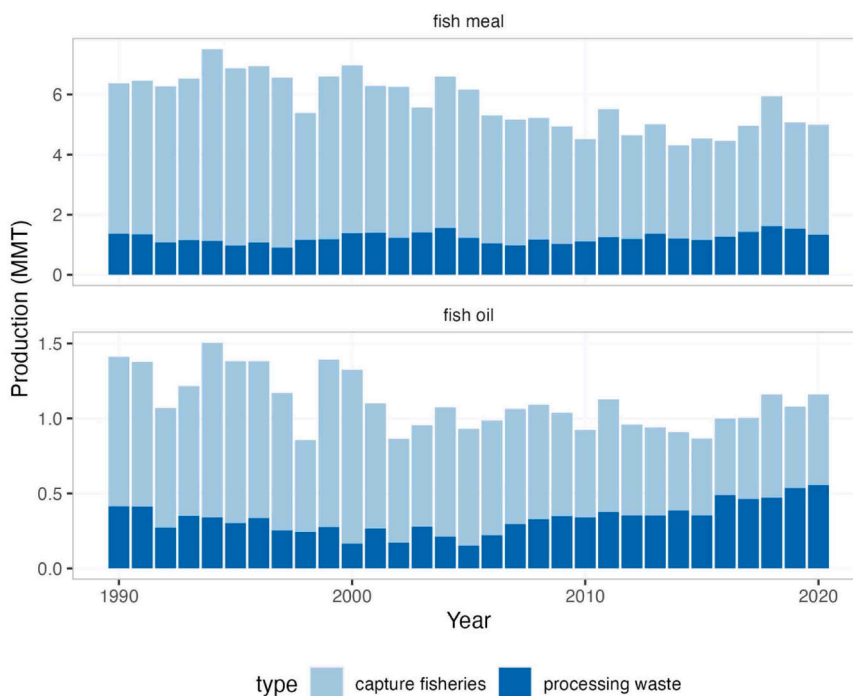 fish meal
6
4
2
0
fish oil
1.5
1.0
0.5
0.0
Production (MMT)
1990
2000
2010
2020
Year
type
capture fisheries
processing waste